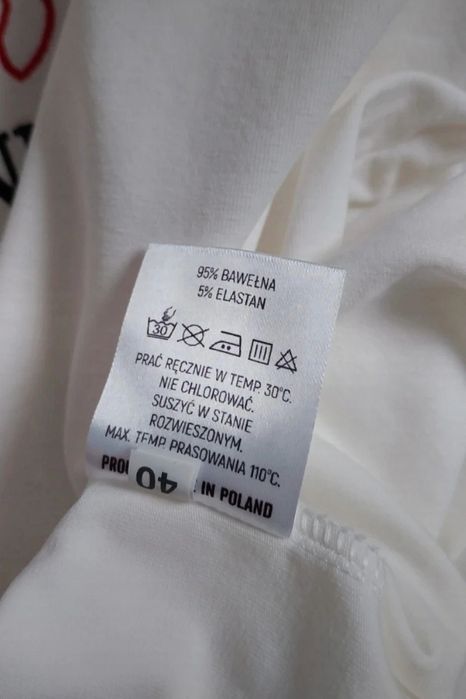 95% BAWEŁNA
5% ELASTAN
30
PRAĆ RĘCZNIE W TEMP. 30°C.
NIE CHLOROWAĆ.
SUSZYĆ W STANIE
ROZWIESZONYM.
MAX. TEMP. PRASOWANIA 110°C.
IN POLAND
40